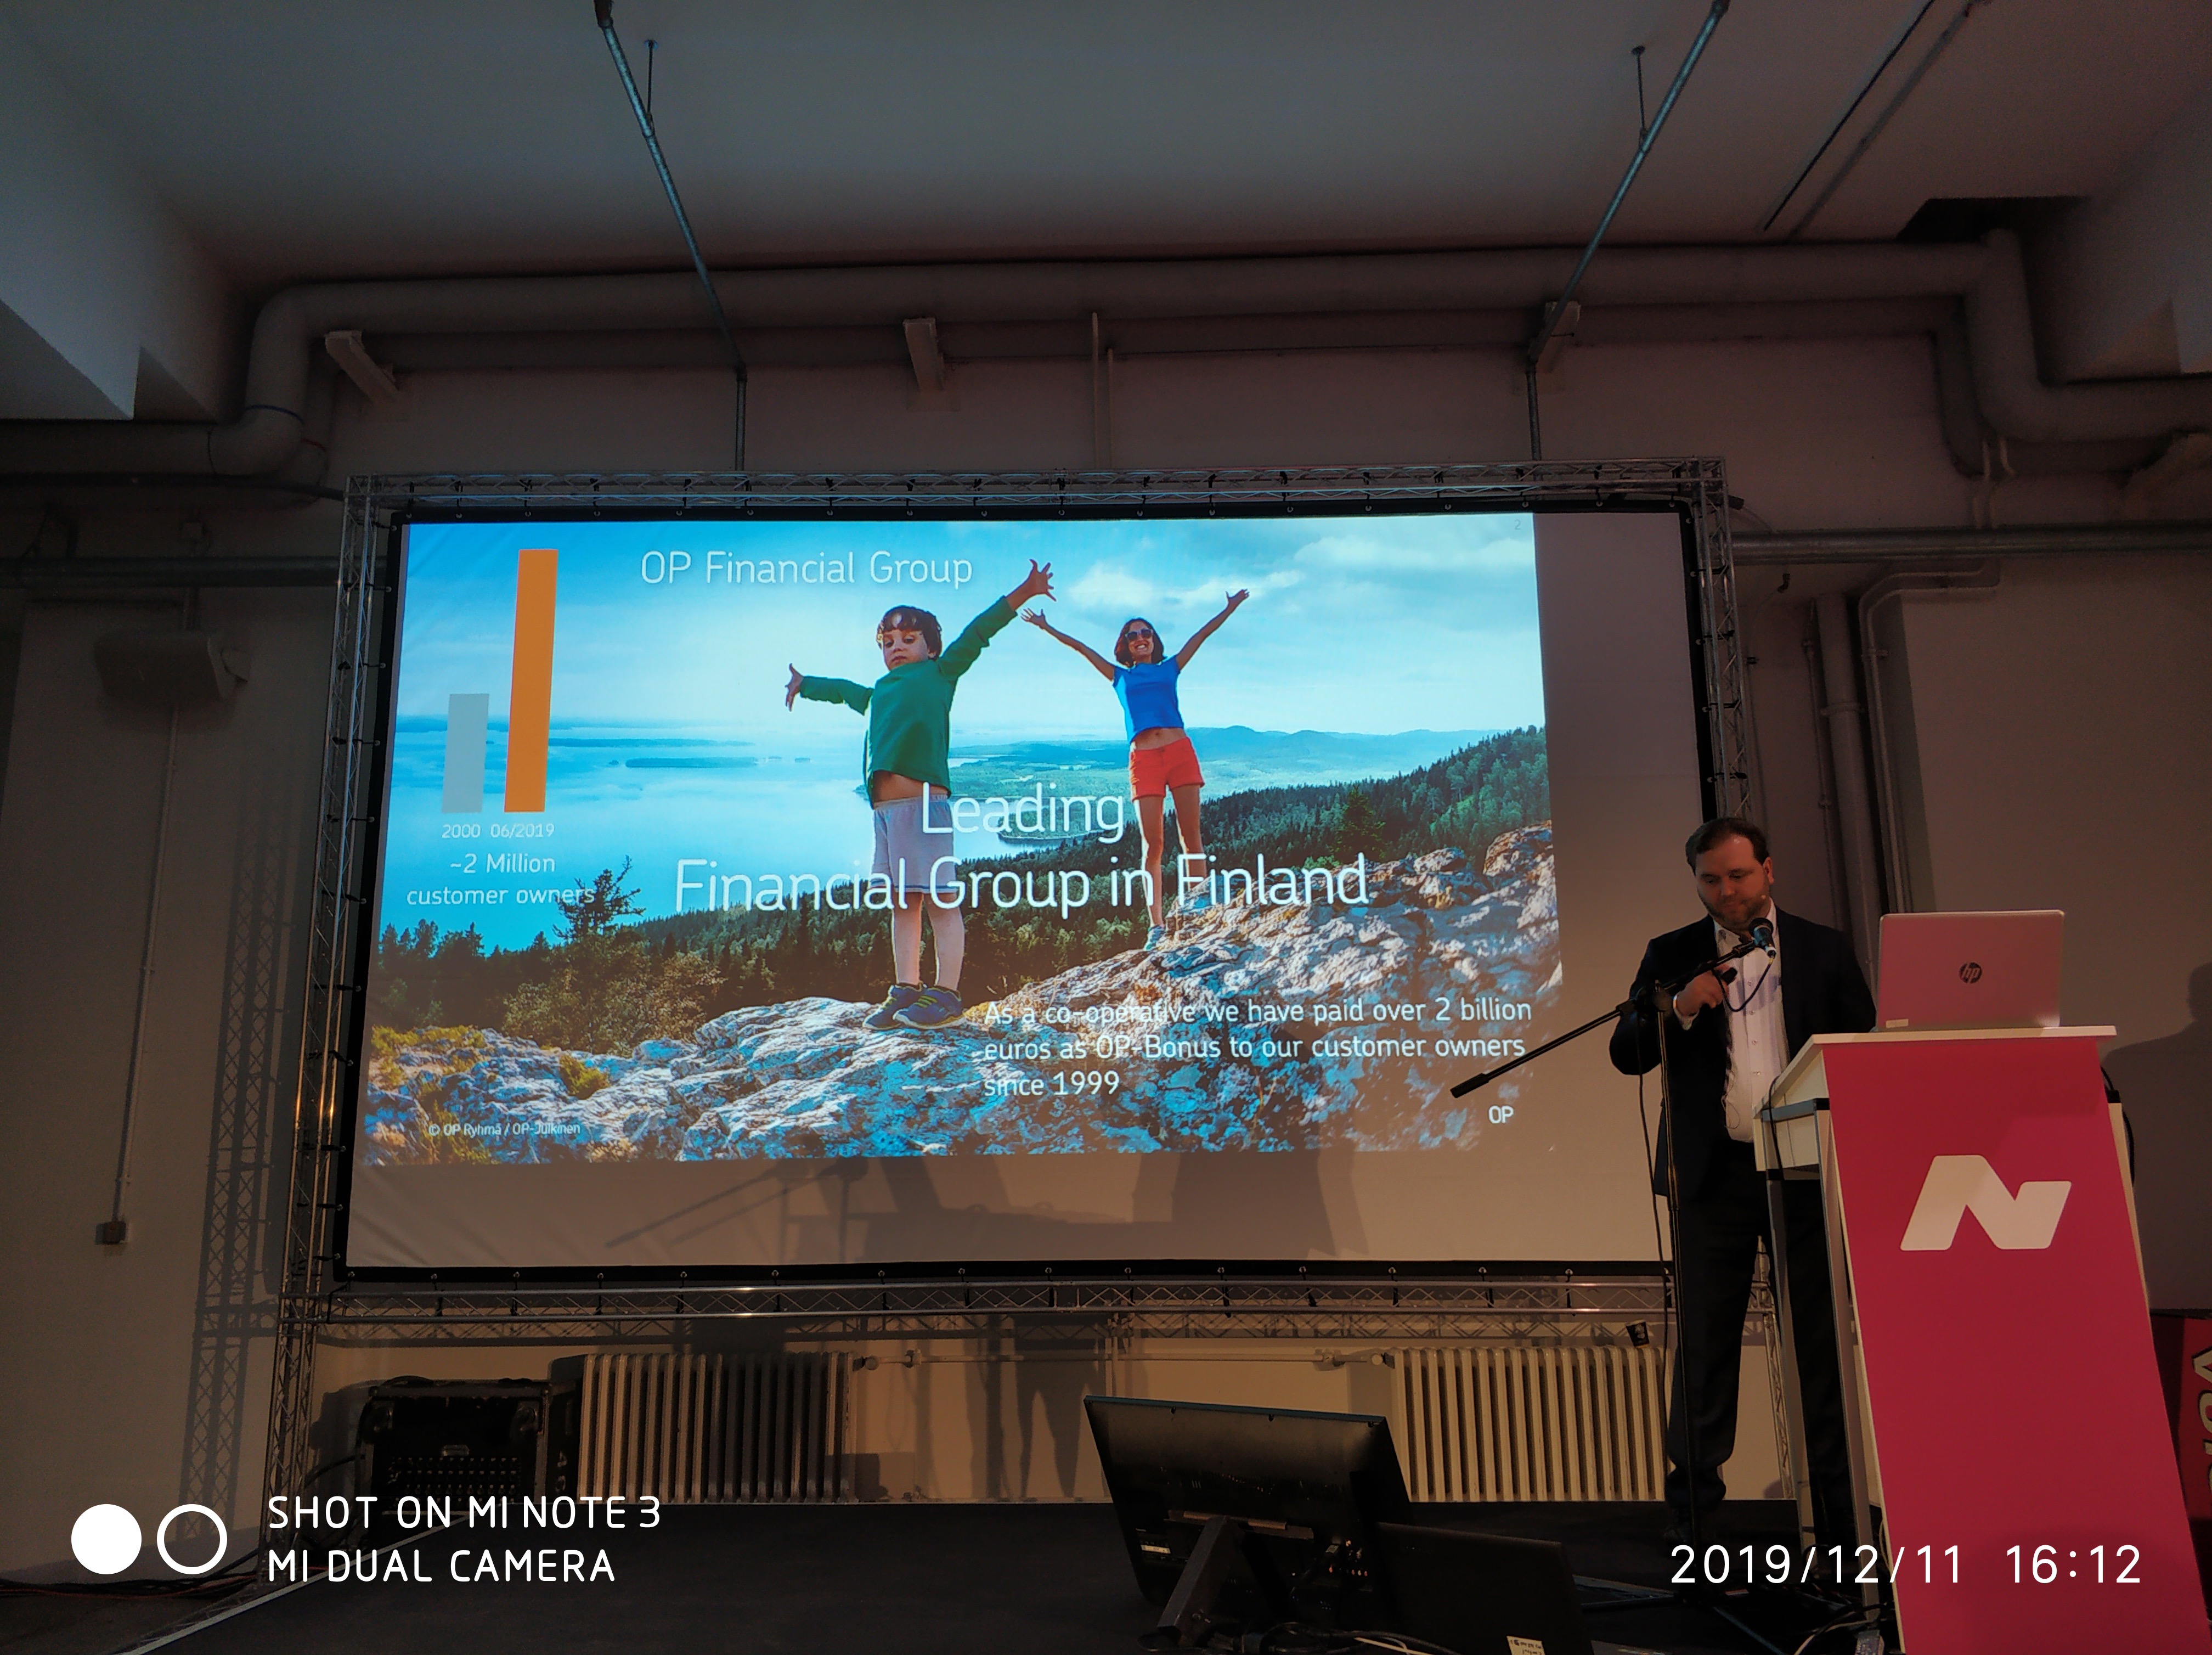 2
OP Financial Group
2000 06/2019
~2 Million
customer owners
Leading
Financial Group in Finland
As a co-operative we have paid over 2 billion
euros as OP-Bonus to our customer owners
since 1999
OP
© OP Ryhmä / OP-Julkinen
hp
SHOT ON MI NOTE 3
MI DUAL CAMERA
2019/12/11 16:12